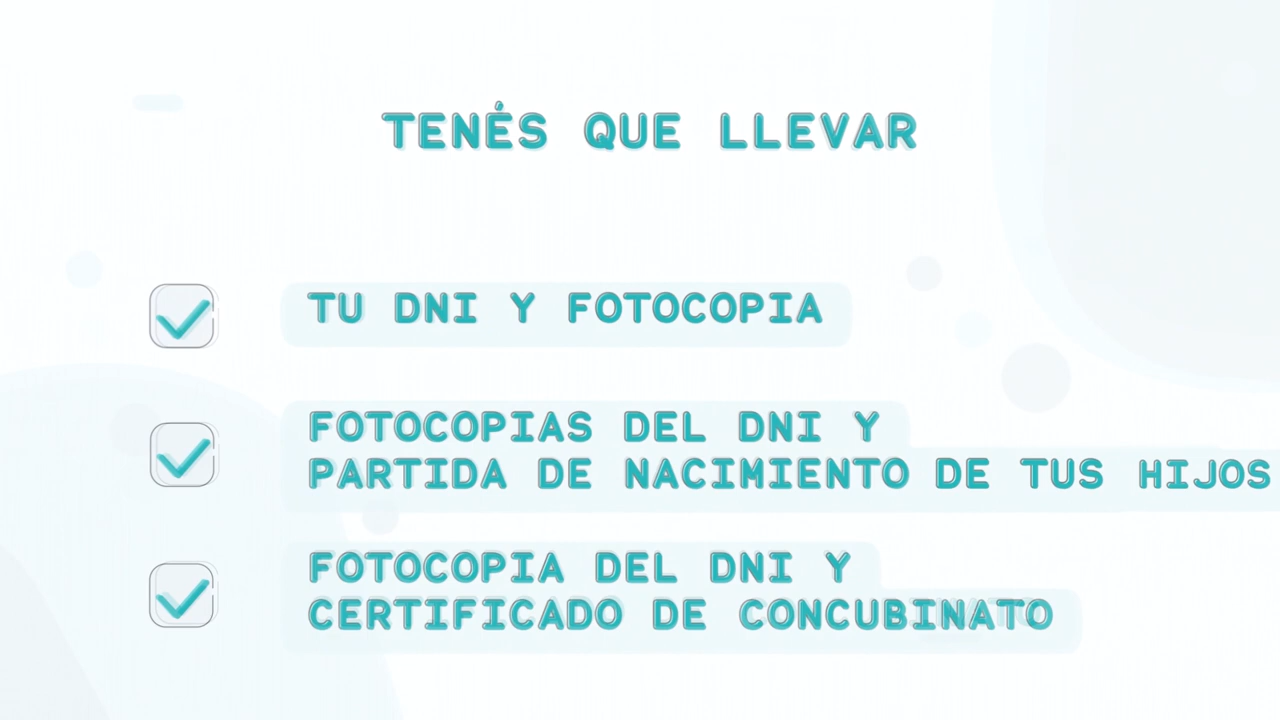 TENÉS QUE LLEVAR
TU DNI Y FOTOCOPIA
FOTOCOPIAS DEL DNI Y
PARTIDA DE NACIMIENTO DE TUS HIJOS
FOTOCOPIA DEL DNI Y
CERTIFICADO DE CONCUBINATO